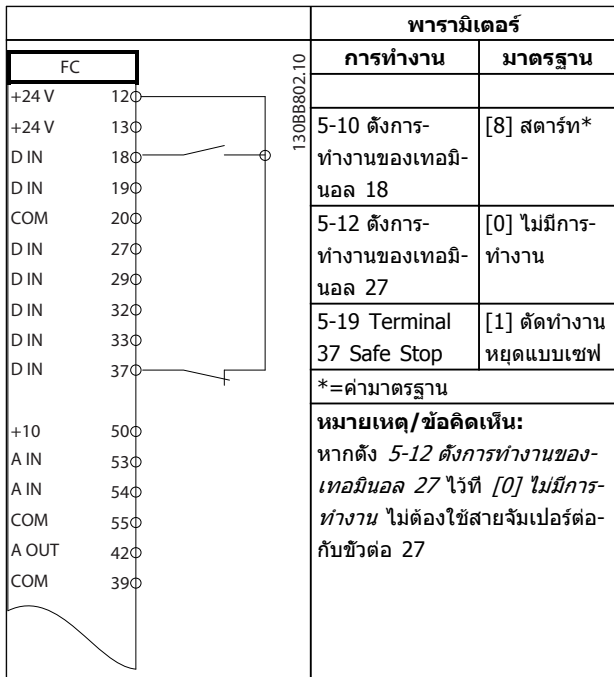 FC
+24 V 12
+24 V 13
D IN 18
D IN 19
COM 20
D IN 27
D IN 29
D IN 32
D IN 33
D IN 37
+10 50
A IN 53
A IN 54
COM 55
A OUT 42
COM 39
130BB802.10
พารามิเตอร์
การทำงาน มาตรฐาน
5-10 ตั้งการ- [8] สตาร์ท*
ทำงานของเทอมิ-
นอล 18
5-12 ตั้งการ- [0] ไม่มีการ-
ทำงานของเทอมิ- ทำงาน
นอล 27
5-19 Terminal [1] ตัดทำงาน
37 Safe Stop หยุดแบบเซฟ
*=ค่ามาตรฐาน
หมายเหตุ/ข้อคิดเห็น:
หากตั้ง 5-12 ตั้งการทำงานของ-
เทอมินอล 27 ไว้ที่ [0] ไม่มีการ-
ทำงาน ไม่ต้องใช้สายจัมเปอร์ต่อ-
กับขั้วต่อ 27